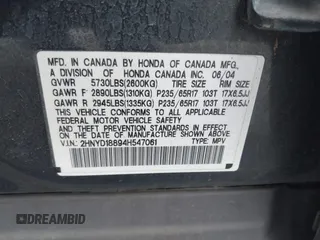 MFD. IN CANADA BY HONDA OF CANADA MFG.,
A DIVISION OF HONDA CANADA INC. 06/04
GVWR 5730LBS(2600KG) TIRE SIZE RIM SIZE
GAWR F 2890LBS(1310KG) P235/65R17 103T 17X6.5JJ
GAWR R 2945LBS(1335KG) P235/65R17 103T 17X6.5JJ
THIS VEHICLE CONFORMS TO ALL APPLICABLE
FEDERAL MOTOR VEHICLE SAFETY STANDARDS IN
EFFECT ON THE DATE OF MANUFACTURE SHOWN ABOVE.
V.I.N.: 2HNYD18894H547061 TYPE: MPV
DREAMBID